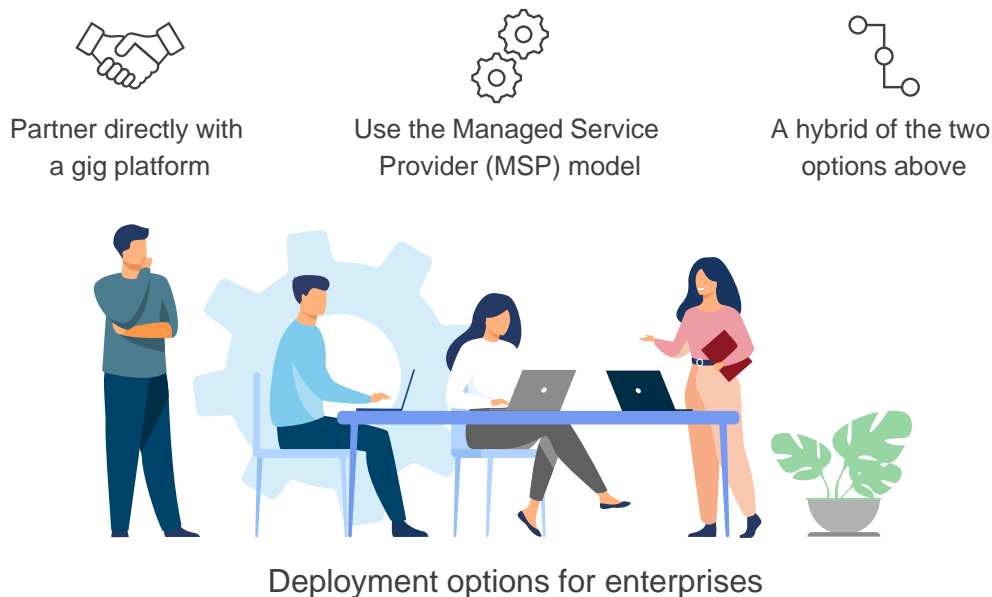 Partner directly with
a gig platform
Use the Managed Service
Provider (MSP) model
A hybrid of the two
options above
Deployment options for enterprises